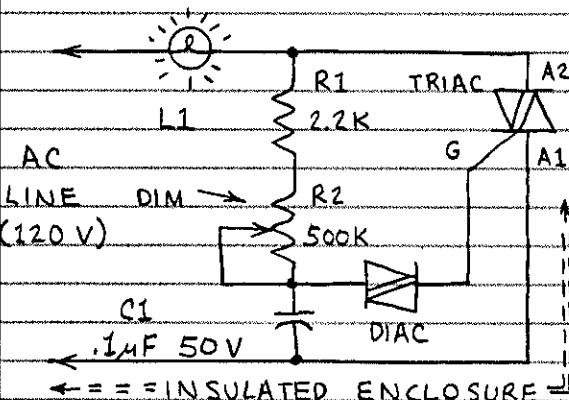 R1
2.2K
TRIAC
A2
L1
G
A1
AC
LINE
(120 V)
DIM
R2
500K
C1
.1µF 50V
DIAC
INSULATED ENCLOSURE